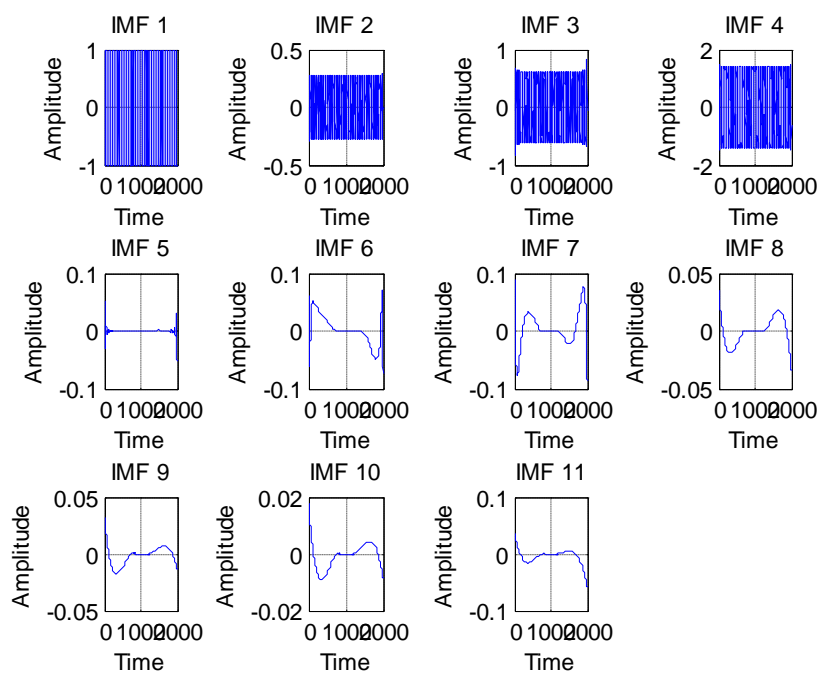 IMF 1
IMF 2
IMF 3
IMF 4
Amplitude
1
0
-1
0 1000 2000
Time
Amplitude
0.5
0
-0.5
0 1000 2000
Time
Amplitude
1
0
-1
0 1000 2000
Time
Amplitude
2
0
-2
0 1000 2000
Time
IMF 5
IMF 6
IMF 7
IMF 8
Amplitude
0.1
0
-0.1
0 1000 2000
Time
Amplitude
0.1
0
-0.1
0 1000 2000
Time
Amplitude
0.1
0
-0.1
0 1000 2000
Time
Amplitude
0.05
0
-0.05
0 1000 2000
Time
IMF 9
IMF 10
IMF 11
Amplitude
0.05
0
-0.05
0 1000 2000
Time
Amplitude
0.02
0
-0.02
0 1000 2000
Time
Amplitude
0.1
0
-0.1
0 1000 2000
Time